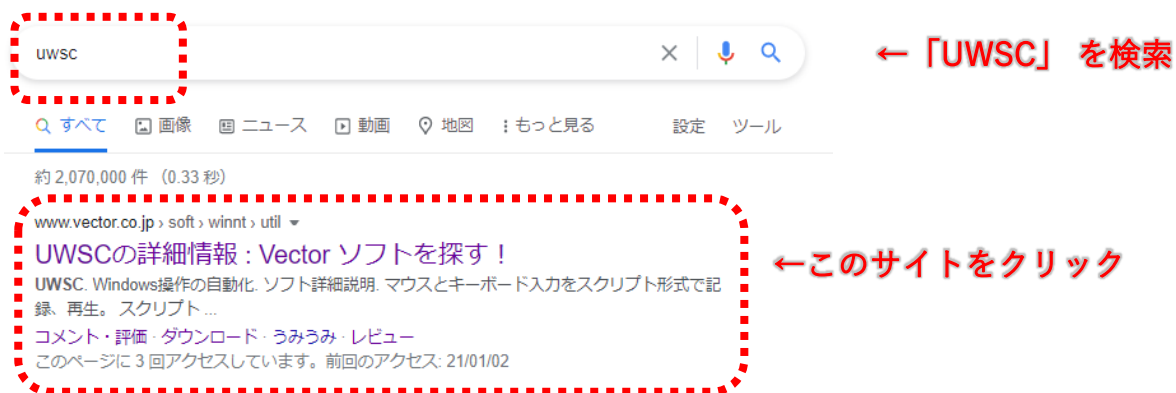 uwsc
←「UWSC」 を検索
すべて 画像 ニュース 動画 地図 もっと見る 設定 ツール
約 2,070,000 件 （0.33 秒）
www.vector.co.jp › soft › winnt › util
UWSCの詳細情報 : Vector ソフトを探す！
←このサイトをクリック
UWSC. Windows操作の自動化. ソフト詳細説明. マウスとキーボード入力をスクリプト形式で記
録、再生。 スクリプト ...
コメント・評価 · ダウンロード · うみうみ · レビュー
このページに 3 回アクセスしています。前回のアクセス: 21/01/02